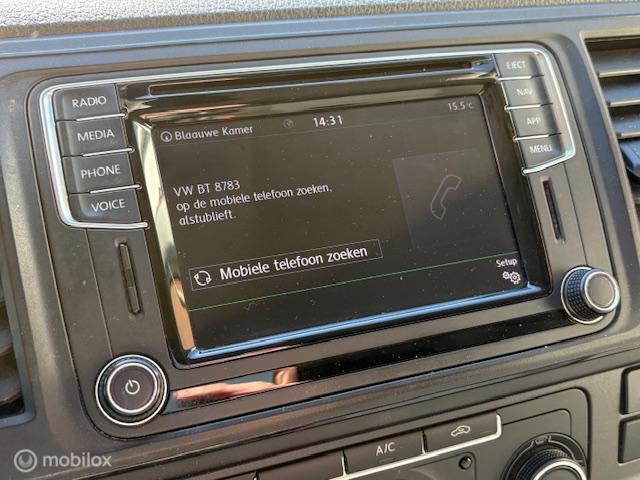 RADIO
MEDIA
PHONE
VOICE
EJECT
NAV
APP
MENU
Blaauwe Kamer
14:31
15.5°C
VW BT 8783
op de mobiele telefoon zoeken,
alstublieft.
Mobiele telefoon zoeken
Setup
A/C
mobilox